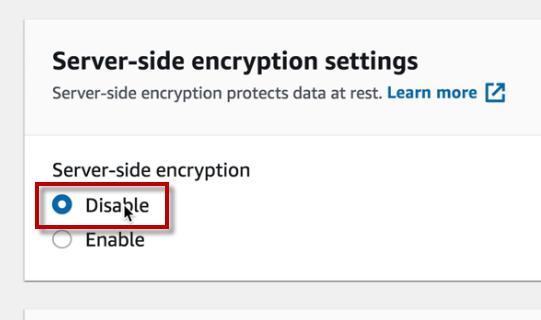 Server-side encryption settings
Server-side encryption protects data at rest. Learn more
Server-side encryption
Disable
Enable